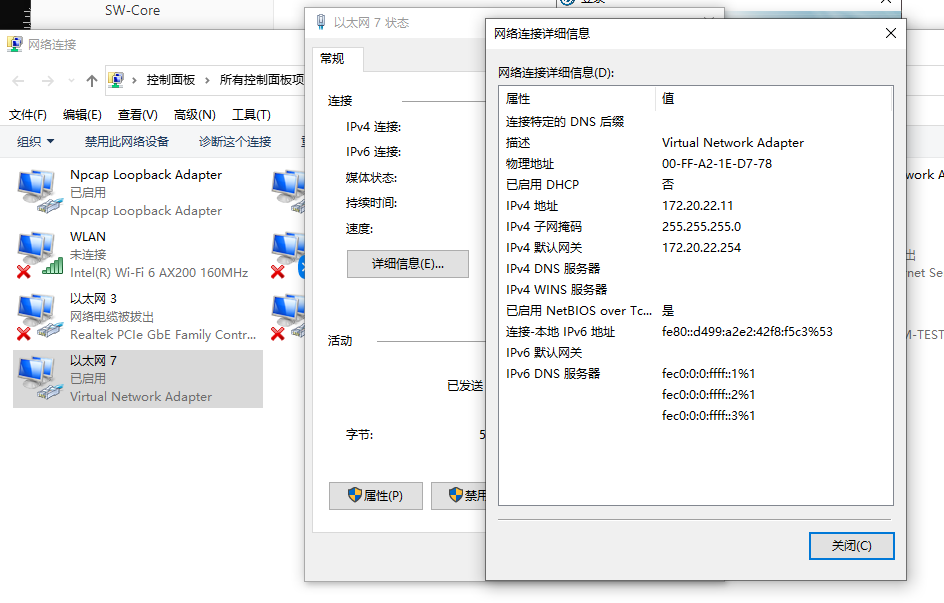 SW-Core
网络连接
控制面板 › 所有控制面板项
文件(F) 编辑(E) 查看(V) 高级(N) 工具(T)
组织 禁用此网络设备 诊断这个连接
Npcap Loopback Adapter
已启用
Npcap Loopback Adapter
WLAN
未连接
Intel(R) Wi-Fi 6 AX200 160MHz
以太网 3
网络电缆被拔出
Realtek PCIe GbE Family Contr...
以太网 7
已启用
Virtual Network Adapter
以太网 7 状态
常规
连接
IPv4 连接:
IPv6 连接:
媒体状态:
持续时间:
速度:
详细信息(E)...
活动
已发送
字节: 5
属性(P) 禁用
网络连接详细信息
网络连接详细信息(D):
属性 值
连接特定的 DNS 后缀
描述 Virtual Network Adapter
物理地址 00-FF-A2-1E-D7-78
已启用 DHCP 否
IPv4 地址 172.20.22.11
IPv4 子网掩码 255.255.255.0
IPv4 默认网关 172.20.22.254
IPv4 DNS 服务器
IPv4 WINS 服务器
已启用 NetBIOS over Tc... 是
连接-本地 IPv6 地址 fe80::d499:a2e2:42f8:f5c3%53
IPv6 默认网关
IPv6 DNS 服务器 fec0:0:0:ffff::1%1
fec0:0:0:ffff::2%1
fec0:0:0:ffff::3%1
关闭(C)
work A
net Se
M-TEST